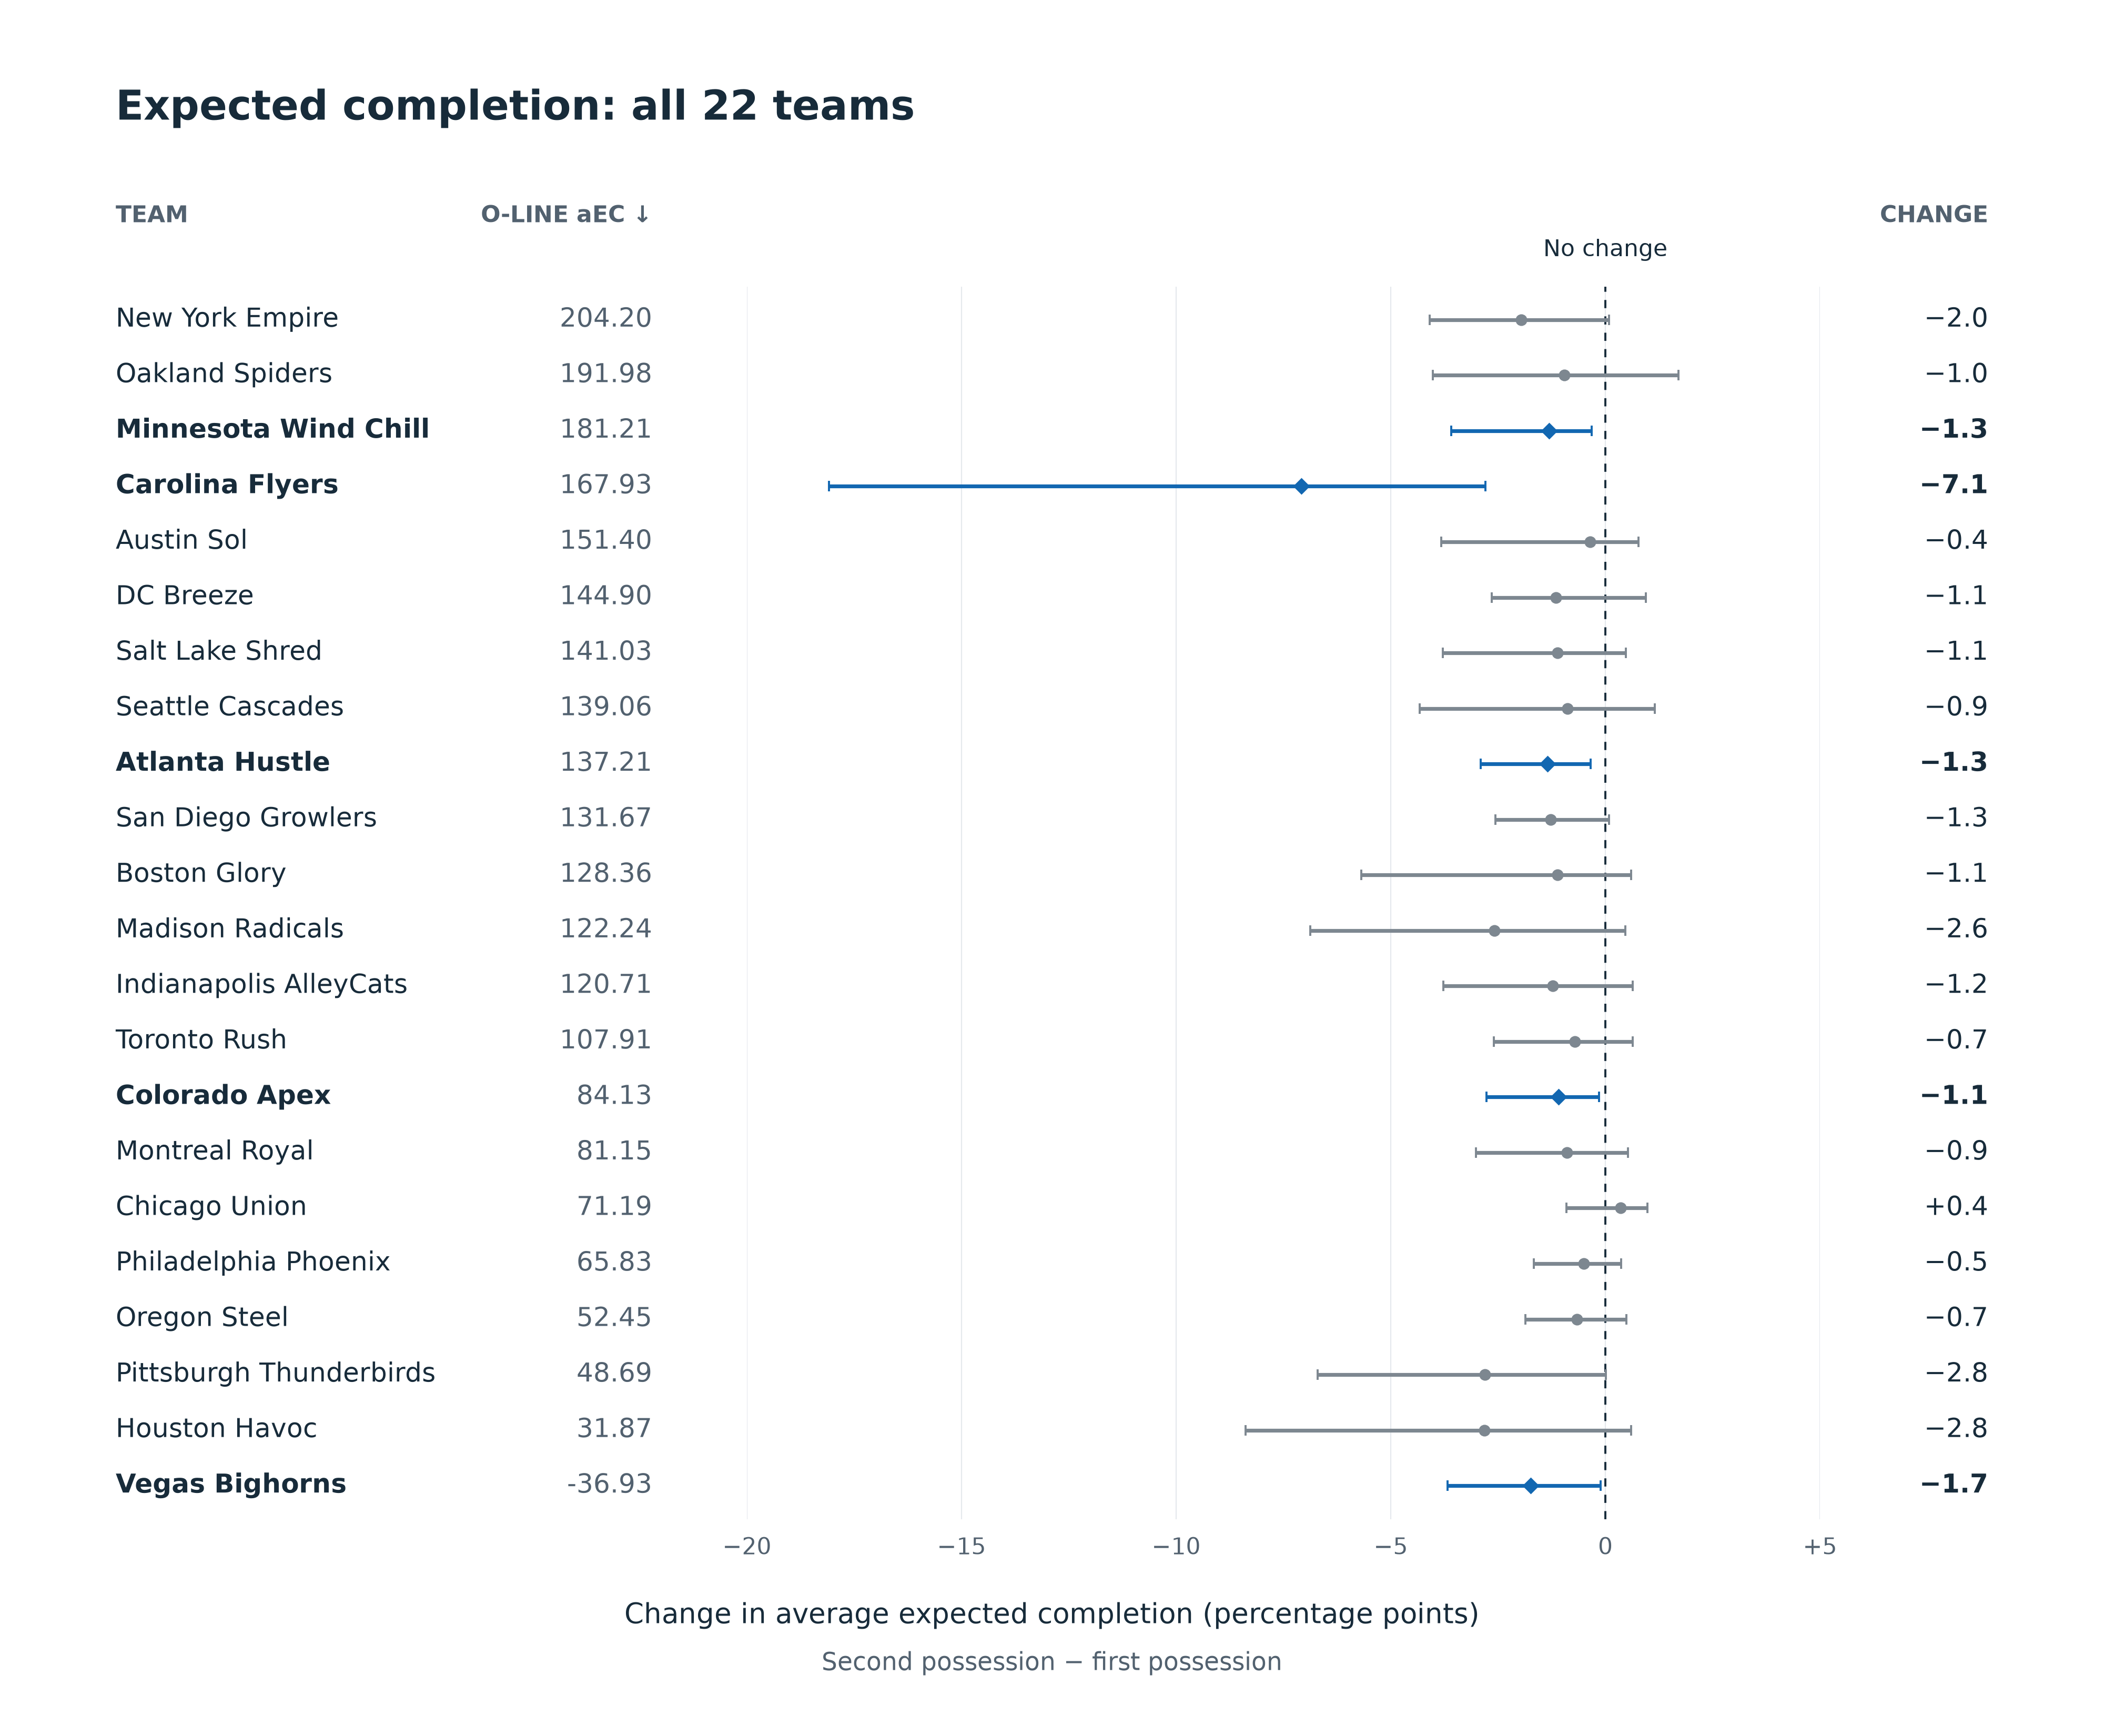 Expected completion: all 22 teams
TEAM O-LINE aEC ↓ CHANGE
No change
New York Empire 204.20 −2.0
Oakland Spiders 191.98 −1.0
Minnesota Wind Chill 181.21 −1.3
Carolina Flyers 167.93 −7.1
Austin Sol 151.40 −0.4
DC Breeze 144.90 −1.1
Salt Lake Shred 141.03 −1.1
Seattle Cascades 139.06 −0.9
Atlanta Hustle 137.21 −1.3
San Diego Growlers 131.67 −1.3
Boston Glory 128.36 −1.1
Madison Radicals 122.24 −2.6
Indianapolis AlleyCats 120.71 −1.2
Toronto Rush 107.91 −0.7
Colorado Apex 84.13 −1.1
Montreal Royal 81.15 −0.9
Chicago Union 71.19 +0.4
Philadelphia Phoenix 65.83 −0.5
Oregon Steel 52.45 −0.7
Pittsburgh Thunderbirds 48.69 −2.8
Houston Havoc 31.87 −2.8
Vegas Bighorns -36.93 −1.7
−20 −15 −10 −5 0 +5
Change in average expected completion (percentage points)
Second possession − first possession